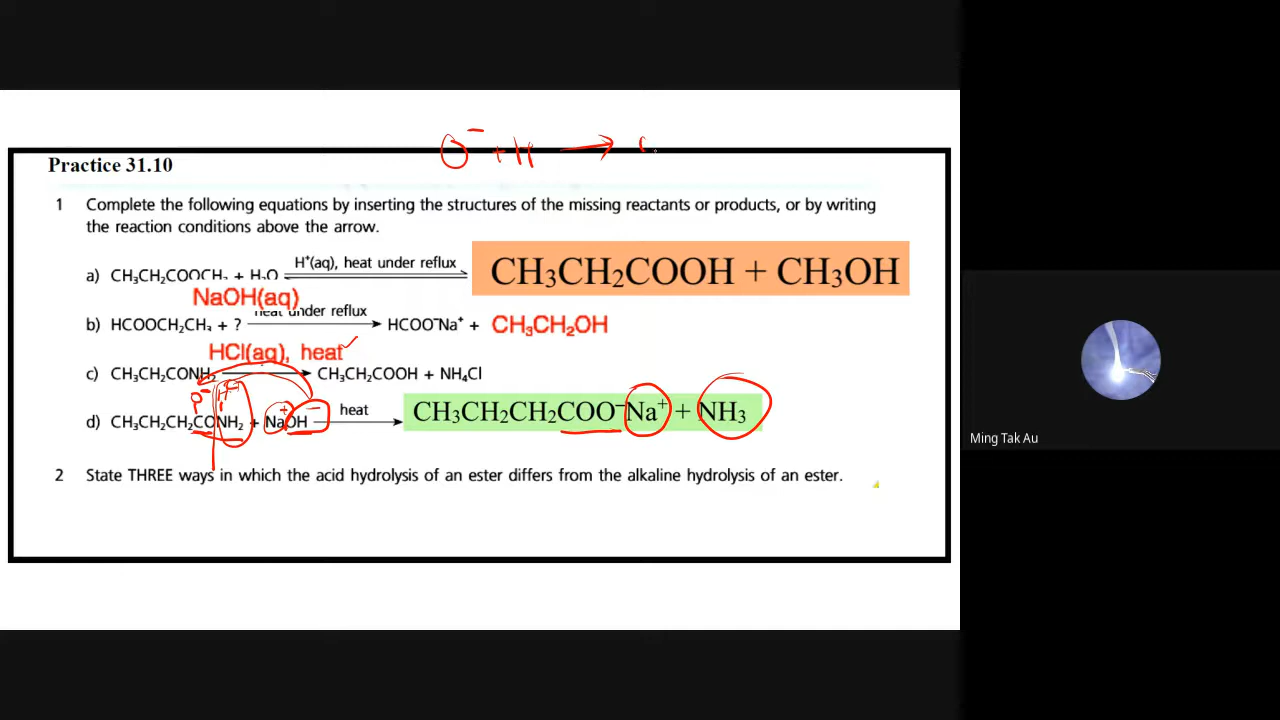 O⁻ + H →
Practice 31.10
1 Complete the following equations by inserting the structures of the missing reactants or products, or by writing
the reaction conditions above the arrow.
a) CH₃CH₂COOCH₃ + H₂O H⁺(aq), heat under reflux CH3CH2COOH + CH3OH
NaOH(aq)
b) HCOOCH₂CH₃ + ? heat under reflux → HCOO⁻Na⁺ + CH₃CH₂OH
HCl(aq), heat ✓
c) CH₃CH₂CONH₂ → CH₃CH₂COOH + NH₄Cl
O⁻ H +
d) CH₃CH₂CH₂CONH₂ + NaOH heat → CH3CH2CH2COO⁻Na⁺ + NH3
2 State THREE ways in which the acid hydrolysis of an ester differs from the alkaline hydrolysis of an ester.
Ming Tak Au